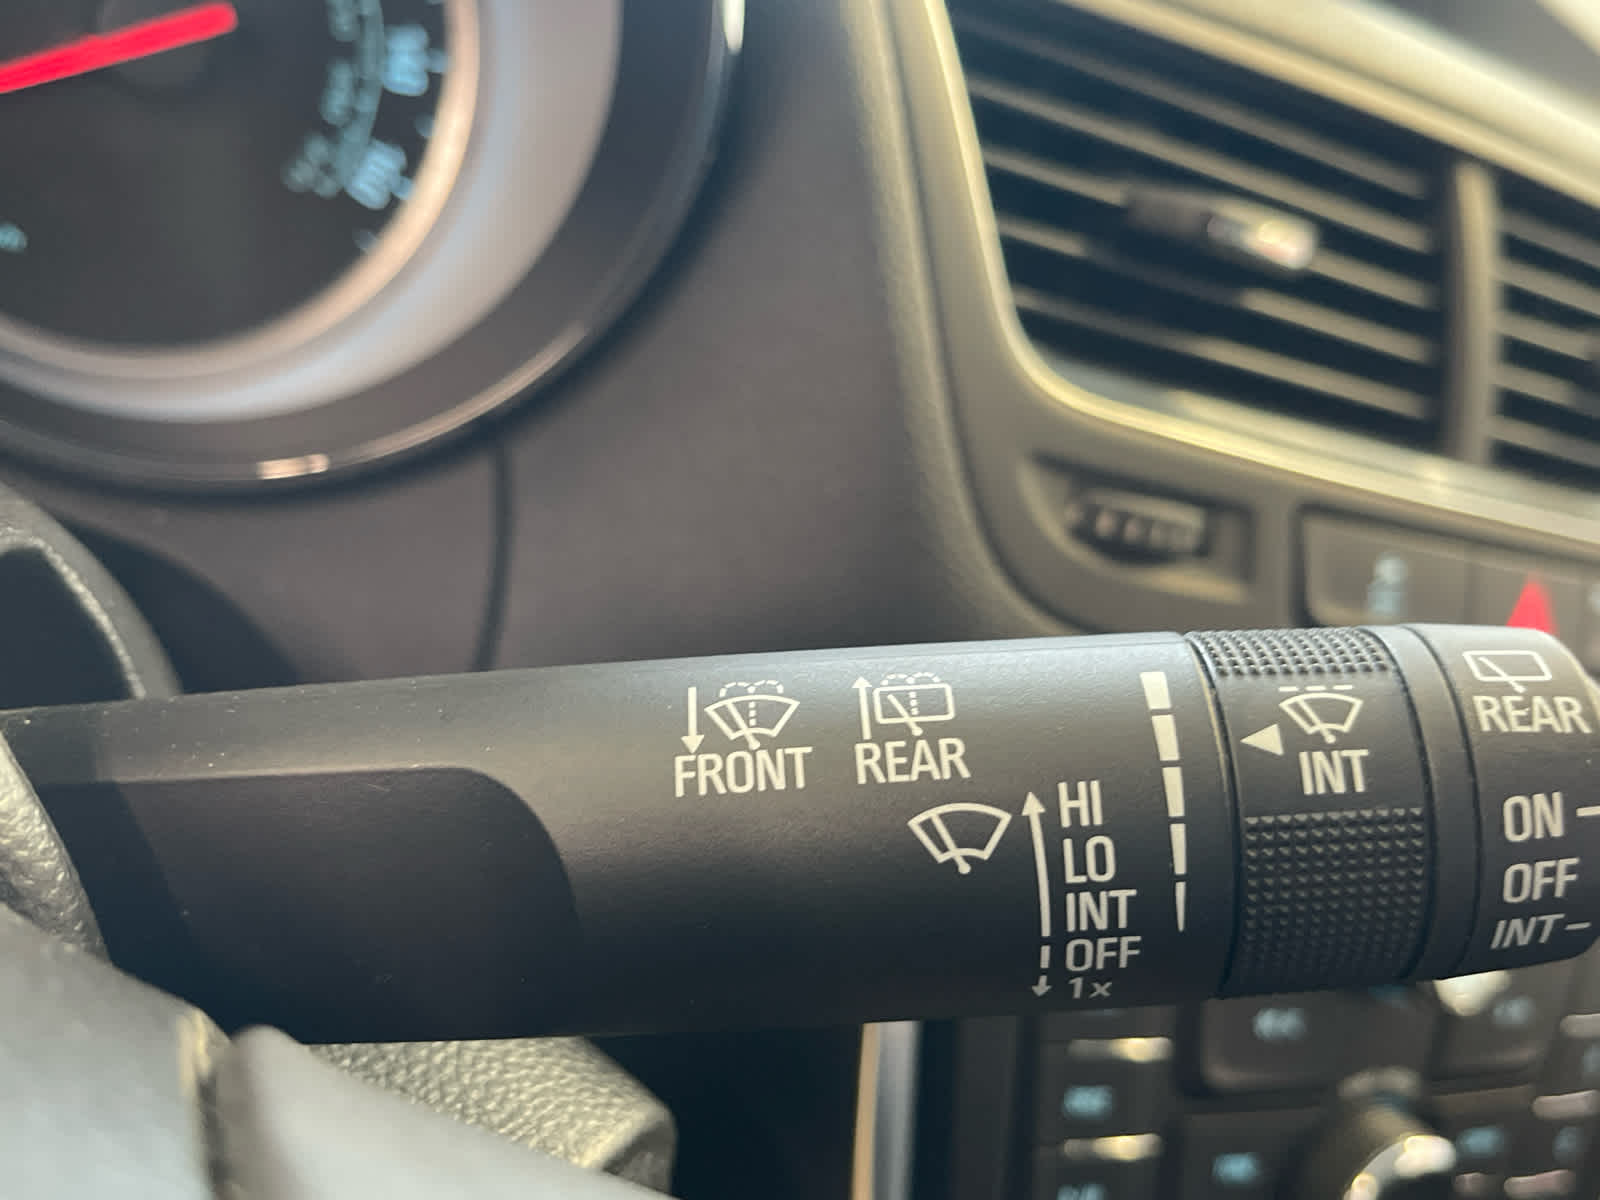 FRONT
REAR
HI
LO
INT
OFF
1x
INT
REAR
ON
OFF
INT